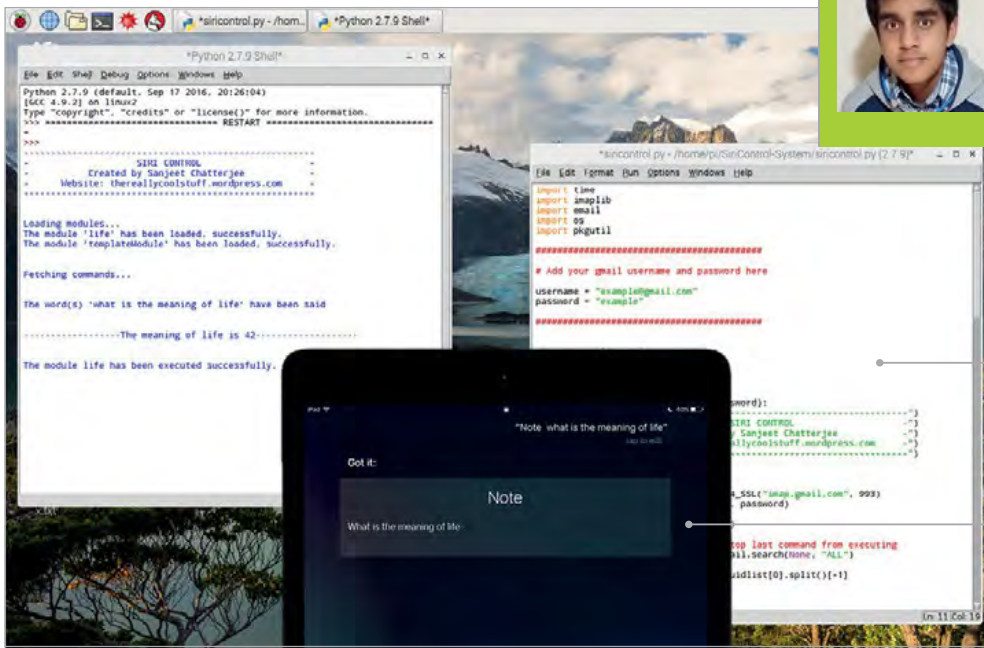 *siricontrol.py - /hom..
*Python 2.7.9 Shell*
*Python 2.7.9 Shell*
File Edit Shell Debug Options Windows Help
Python 2.7.9 (default, Sep 17 2016, 20:26:04)
[GCC 4.9.2] on linux2
Type "copyright", "credits" or "license()" for more information.
>>> ================================ RESTART ================================
>>>
SIRI CONTROL
Created by Sanjeet Chatterjee
Website: thereallycoolstuff.wordpress.com
Loading modules...
The module 'life' has been loaded, successfully.
The module 'templateModule' has been loaded, successfully.
Fetching commands...
The word(s) 'what is the meaning of life' have been said
------------------The meaning of life is 42-------------------
The module life has been executed successfully.
*siricontrol.py - /home/pi/SiriControl-System/siricontrol.py (2.7.9)*
File Edit Format Run Options Windows Help
import time
import imaplib
import email
import os
import pkgutil
##########################################
# Add your gmail username and password here
username = "example@gmail.com"
password = "example"
##########################################
sword):
-----------------------------------")
SIRI CONTROL -")
y Sanjeet Chatterjee -")
allycoolstuff.wordpress.com -")
-----------------------------------")
4_SSL("imap.gmail.com", 993)
, password)
top last command from executing
ail.search(None, "ALL")
uidlist[0].split()[-1]
Ln: 11 Col: 19
iPad
"Note what is the meaning of life"
tap to edit
Got it:
Note
What is the meaning of life